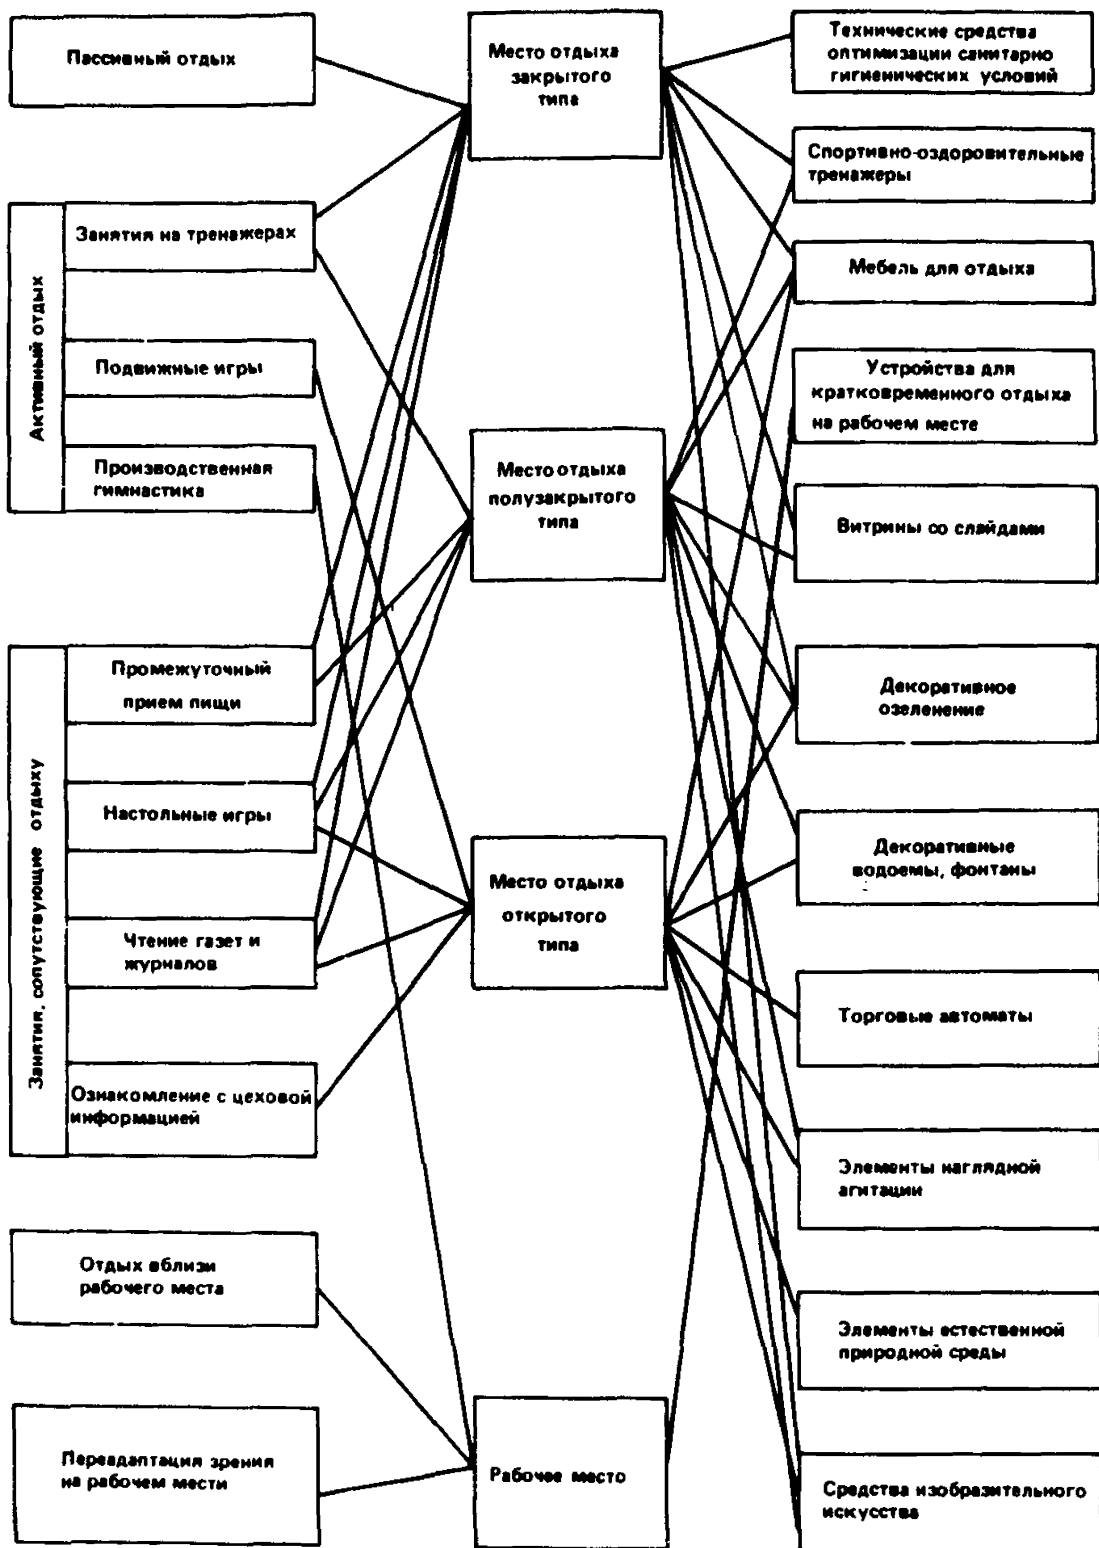 Пассивный отдых
Активный отдых
Занятия на тренажерах
Подвижные игры
Производственная
гимнастика
Занятия, сопутствующие отдыху
Промежуточный
прием пищи
Настольные игры
Чтение газет и
журналов
Ознакомление с цеховой
информацией
Отдых вблизи
рабочего места
Переадаптация зрения
на рабочем мести
Место отдыха
закрытого
типа
Место отдыха
полузакрытого
типа
Место отдыха
открытого
типа
Рабочее место
Технические средства
оптимизации санитарно
гигиенических условий
Спортивно-оздоровительные
тренажеры
Мебель для отдыха
Устройства для
кратковременного отдыха
на рабочем месте
Витрины со слайдами
Декоративное
озеленение
Декоративные
водоемы, фонтаны
Торговые автоматы
Элементы наглядной
агитации
Элементы естественной
природной среды
Средства изобразительного
искусства